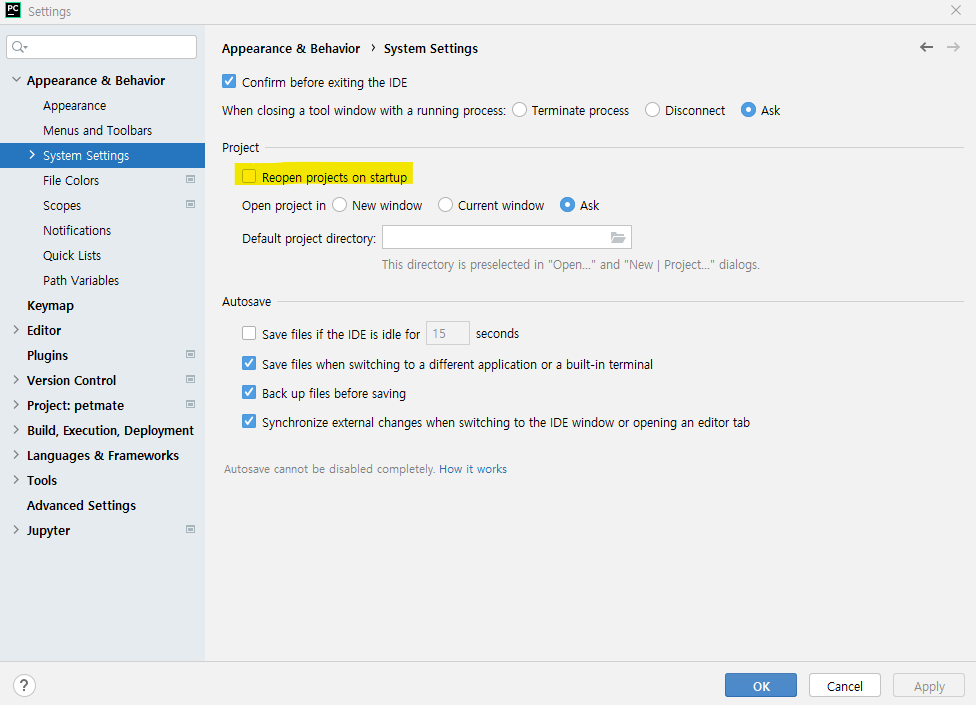 PC Settings
Appearance & Behavior
Appearance
Menus and Toolbars
System Settings
File Colors
Scopes
Notifications
Quick Lists
Path Variables
Keymap
Editor
Plugins
Version Control
Project: petmate
Build, Execution, Deployment
Languages & Frameworks
Tools
Advanced Settings
Jupyter
Appearance & Behavior › System Settings
Confirm before exiting the IDE
When closing a tool window with a running process: Terminate process Disconnect Ask
Project
Reopen projects on startup
Open project in New window Current window Ask
Default project directory:
This directory is preselected in "Open..." and "New | Project..." dialogs.
Autosave
Save files if the IDE is idle for 15 seconds
Save files when switching to a different application or a built-in terminal
Back up files before saving
Synchronize external changes when switching to the IDE window or opening an editor tab
Autosave cannot be disabled completely. How it works
? OK Cancel Apply